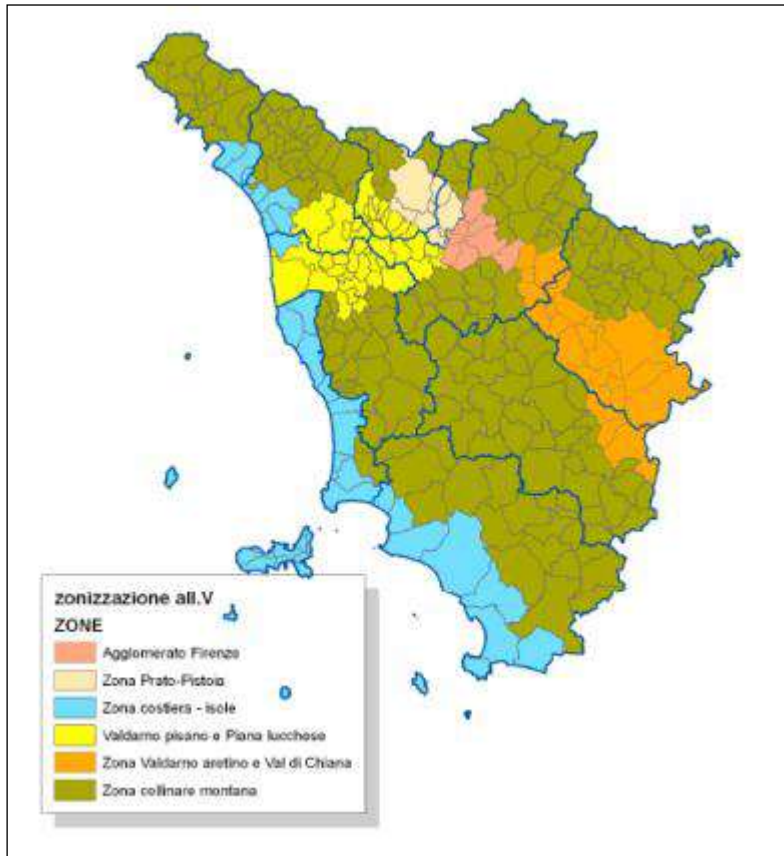 zonizzazione all.V
ZONE
Agglomerato Firenze
Zona Prato-Pistoia
Zona costiera - isole
Valdarno pisano e Piana lucchese
Zona Valdarno aretino e Val di Chiana
Zona collinare montana